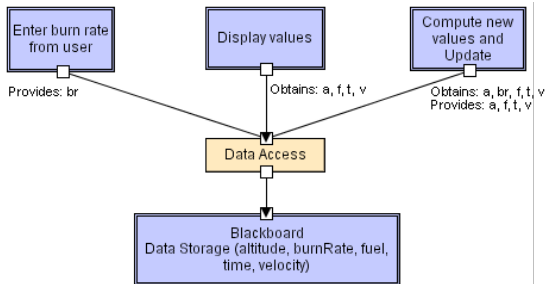 Enter burn rate
from user
Display values
Compute new
values and
Update
Provides: br
Obtains: a, f, t, v
Obtains: a, br, f, t, v
Provides: a, f, t, v
Data Access
Blackboard
Data Storage (altitude, burnRate, fuel,
time, velocity)